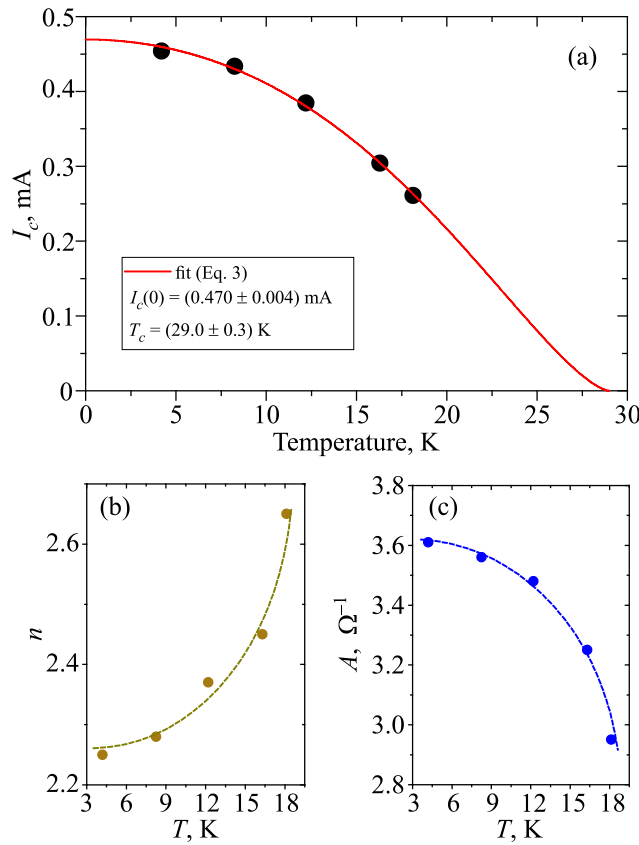 (a)
0.5
0.4
0.3
0.2
0.1
0
I_c, mA
fit (Eq. 3)
I_c(0) = (0.470 ± 0.004) mA
T_c = (29.0 ± 0.3) K
0 5 10 15 20 25 30
Temperature, K
(b)
2.6
2.4
2.2
n
3 6 9 12 15 18
T, K
(c)
3.8
3.6
3.4
3.2
3.0
2.8
A, Ω⁻¹
3 6 9 12 15 18
T, K